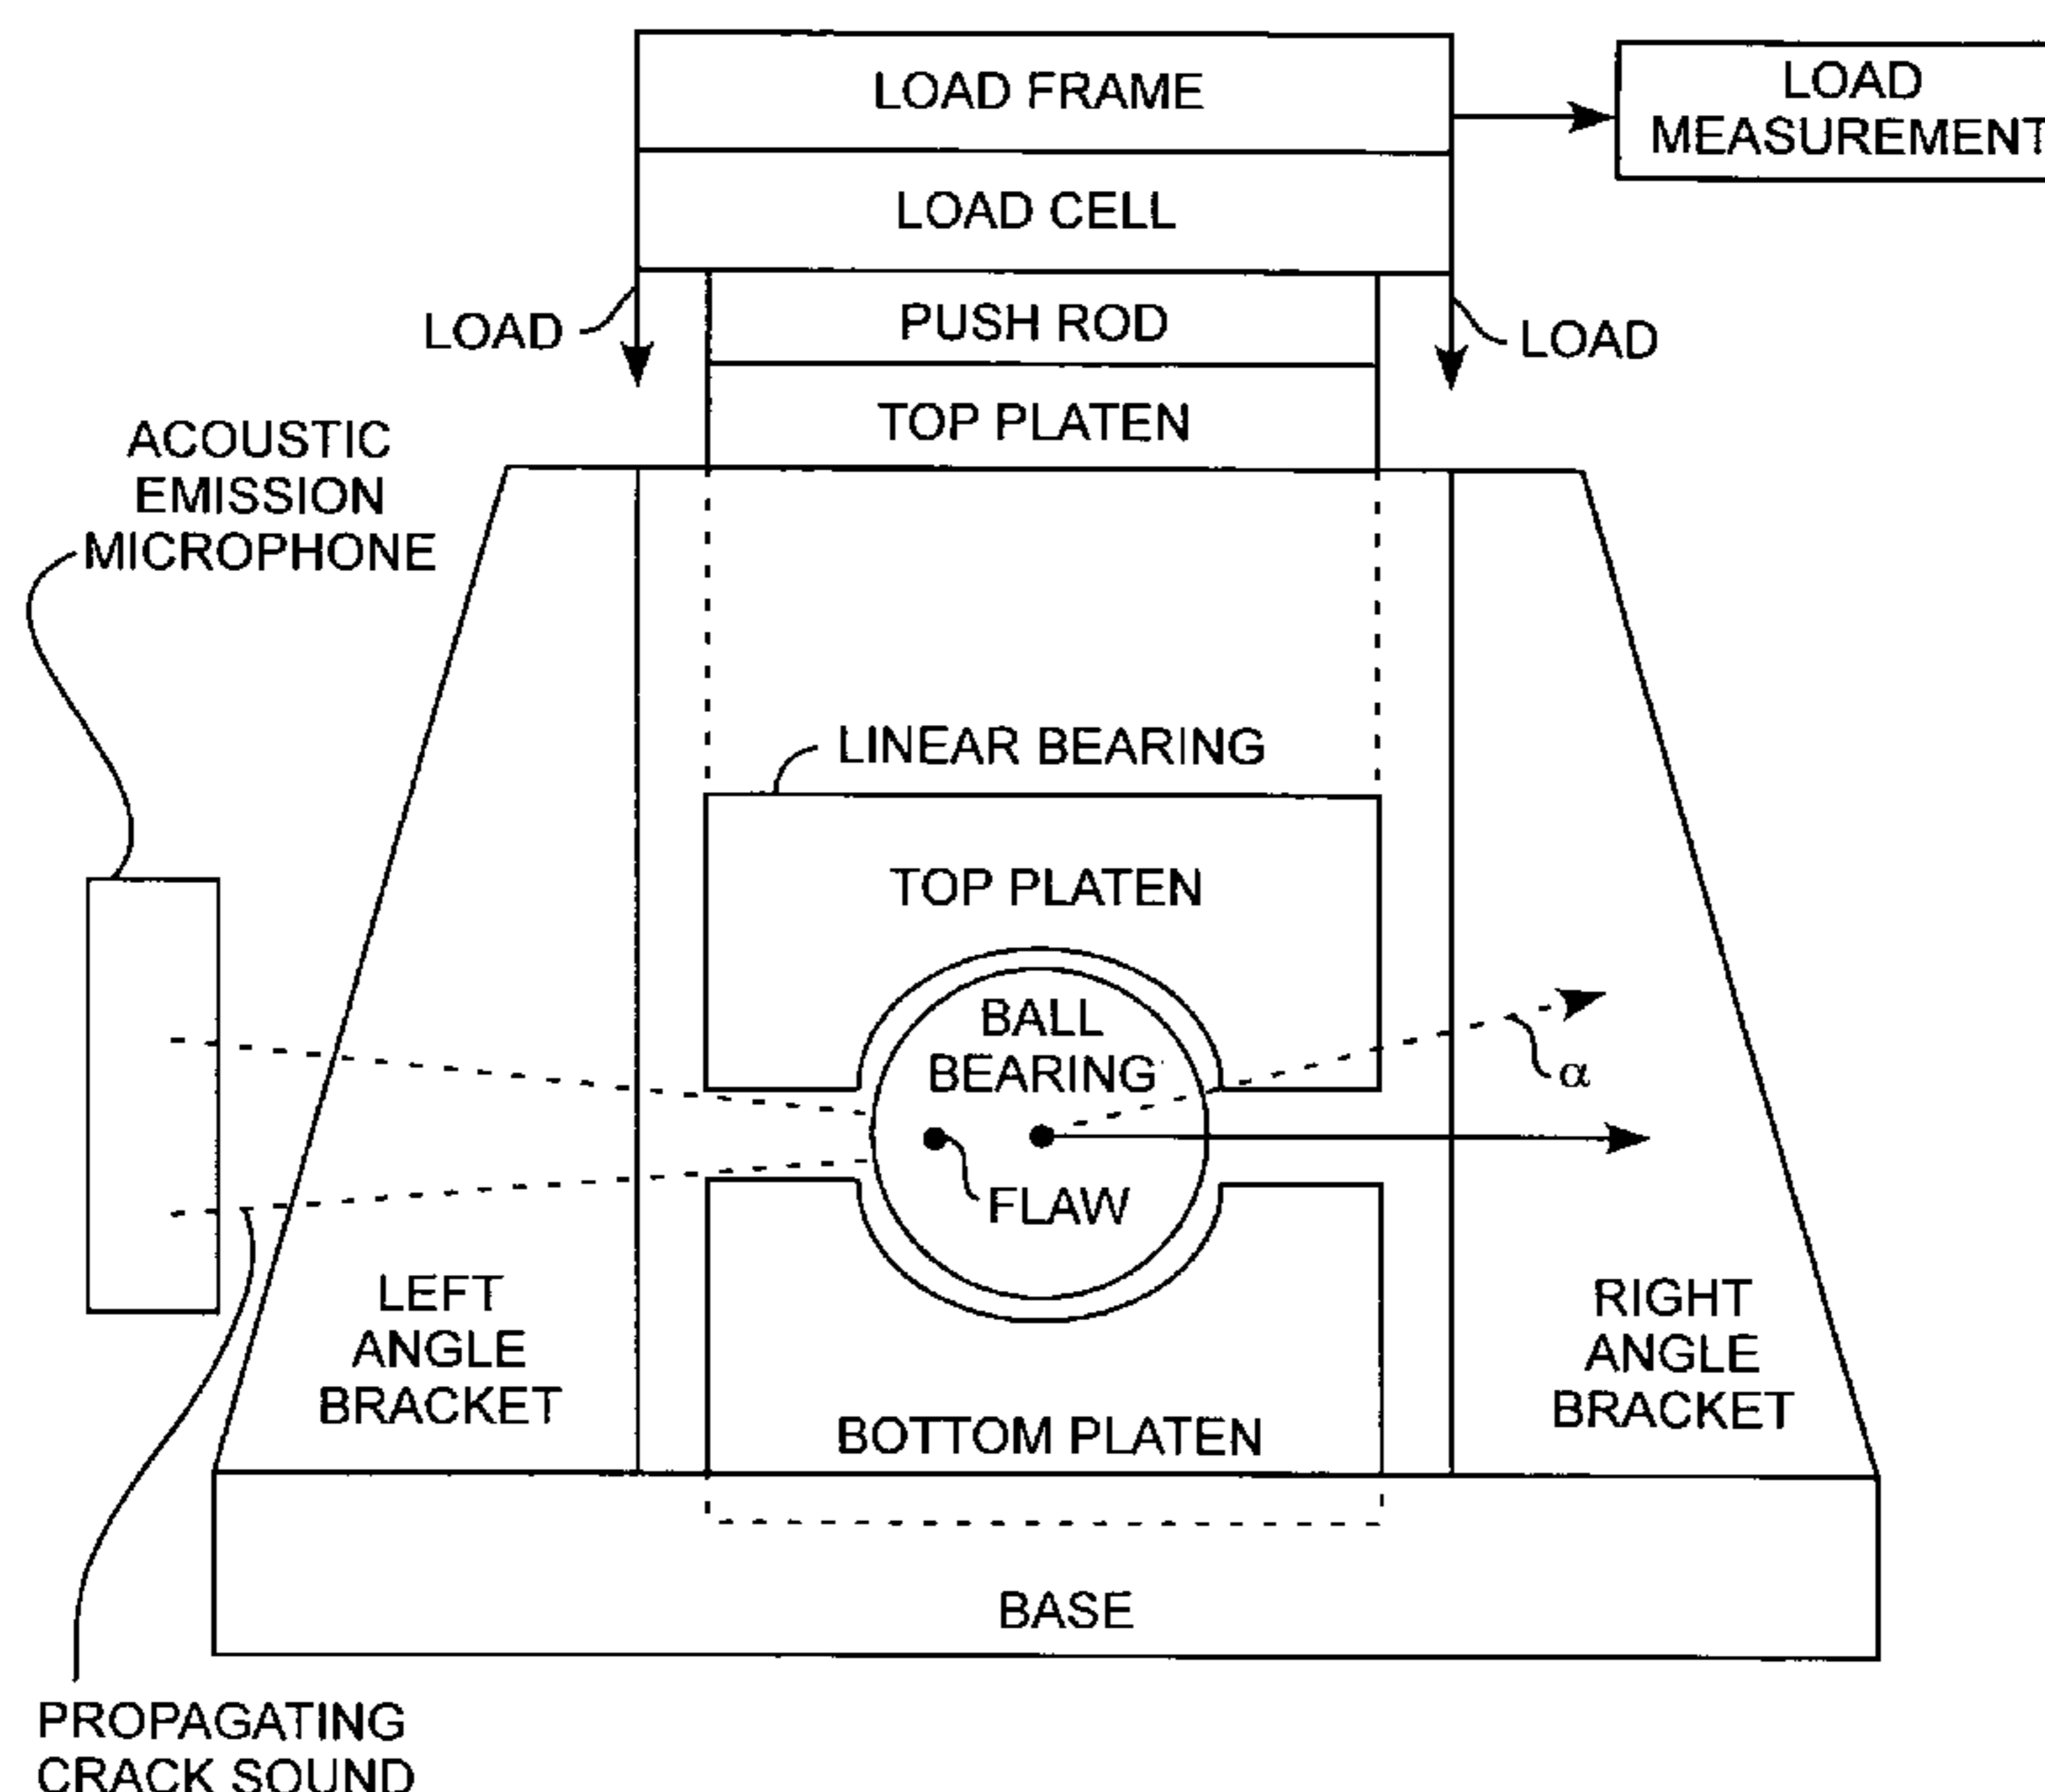 LOAD FRAME
LOAD
MEASUREMENT
LOAD CELL
LOAD
PUSH ROD
LOAD
TOP PLATEN
ACOUSTIC
EMISSION
MICROPHONE
LINEAR BEARING
TOP PLATEN
BALL
BEARING
α
FLAW
LEFT
ANGLE
BRACKET
RIGHT
ANGLE
BRACKET
BOTTOM PLATEN
BASE
PROPAGATING
CRACK SOUND